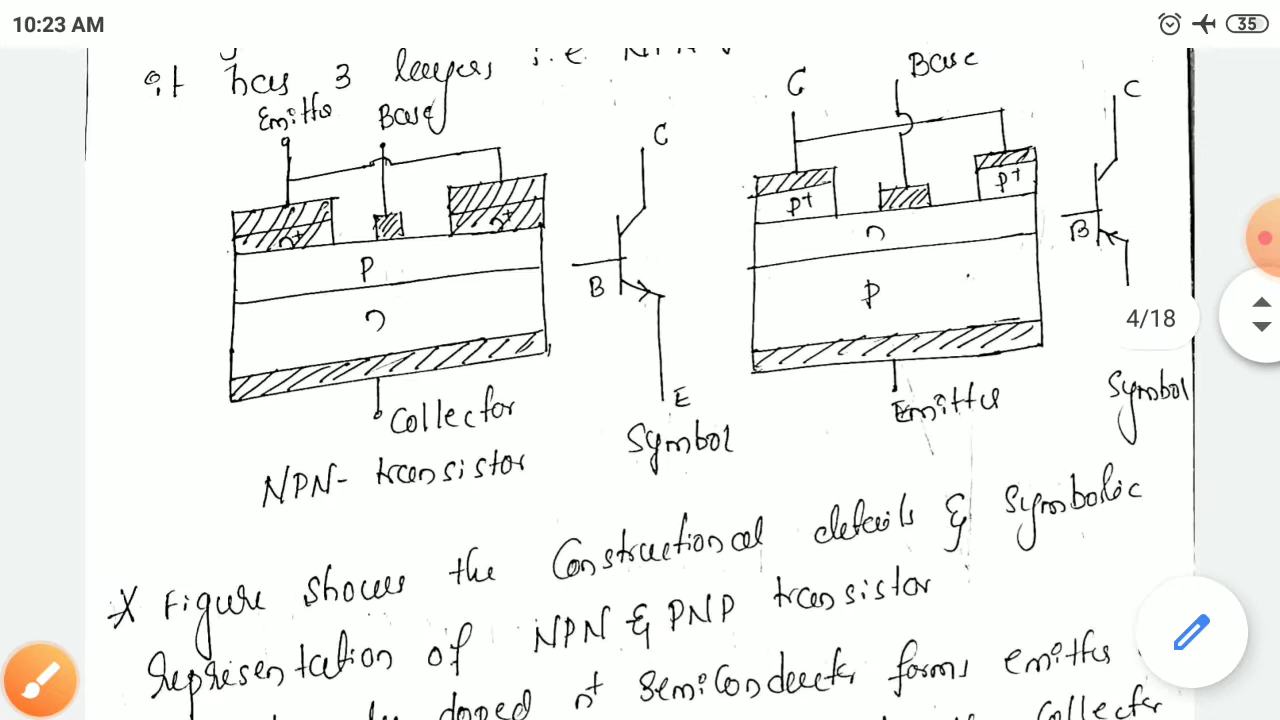 10:23 AM
35
it has 3 layers i.e NPN
Emitter Base
C Base C
n+ n+ P+ P+
P n
B B
n P
4/18
E
Collector Emitter Symbol
Symbol
NPN- transistor
* Figure shows the Constructional details & Symbolic
representation of NPN & PNP transistor
doped n+ Semiconductor forms emitter
Collector